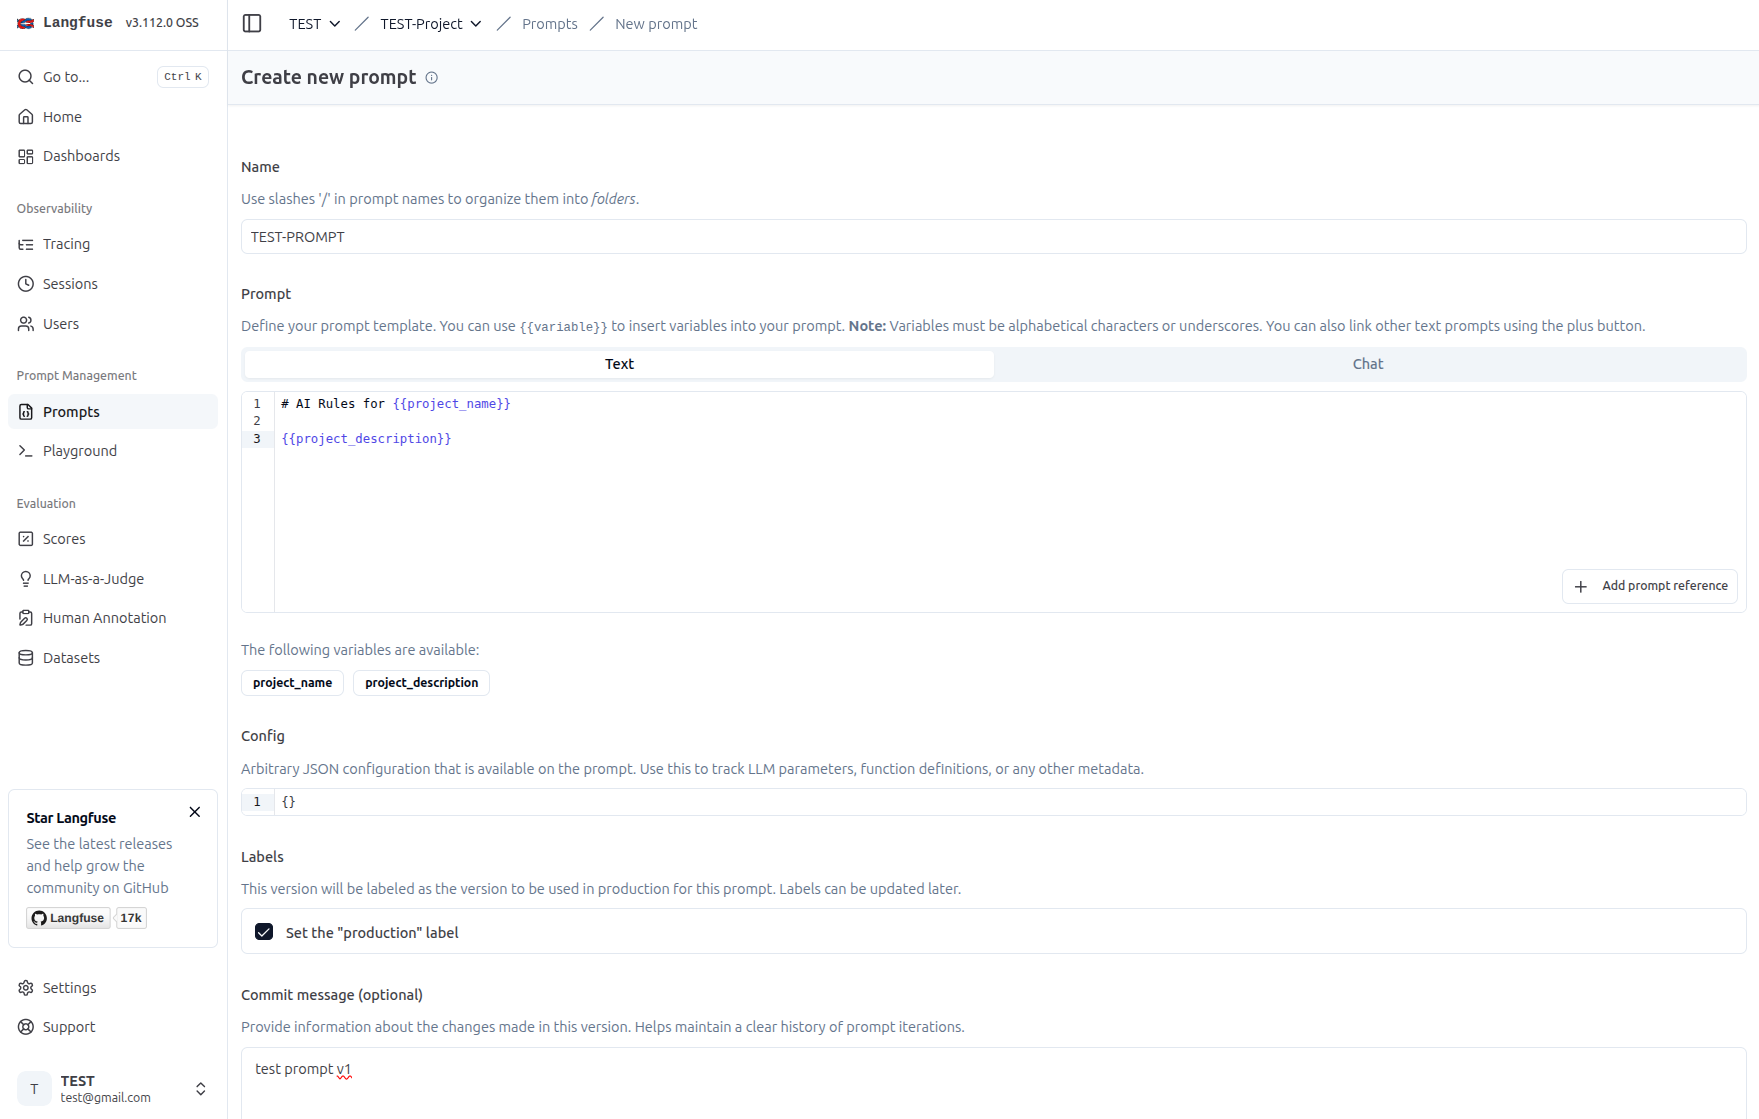 Langfuse v3.112.0 OSS
TEST / TEST-Project / Prompts / New prompt
Go to... Ctrl K
Home
Dashboards
Observability
Tracing
Sessions
Users
Prompt Management
Prompts
Playground
Evaluation
Scores
LLM-as-a-Judge
Human Annotation
Datasets
Star Langfuse
See the latest releases
and help grow the
community on GitHub
Langfuse 17k
Settings
Support
T
TEST
test@gmail.com
Create new prompt
Name
Use slashes '/' in prompt names to organize them into folders.
TEST-PROMPT
Prompt
Define your prompt template. You can use {{variable}} to insert variables into your prompt. Note: Variables must be alphabetical characters or underscores. You can also link other text prompts using the plus button.
Text Chat
1 # AI Rules for {{project_name}}
2
3 {{project_description}}
Add prompt reference
The following variables are available:
project_name project_description
Config
Arbitrary JSON configuration that is available on the prompt. Use this to track LLM parameters, function definitions, or any other metadata.
1 {}
Labels
This version will be labeled as the version to be used in production for this prompt. Labels can be updated later.
Set the "production" label
Commit message (optional)
Provide information about the changes made in this version. Helps maintain a clear history of prompt iterations.
test prompt v1